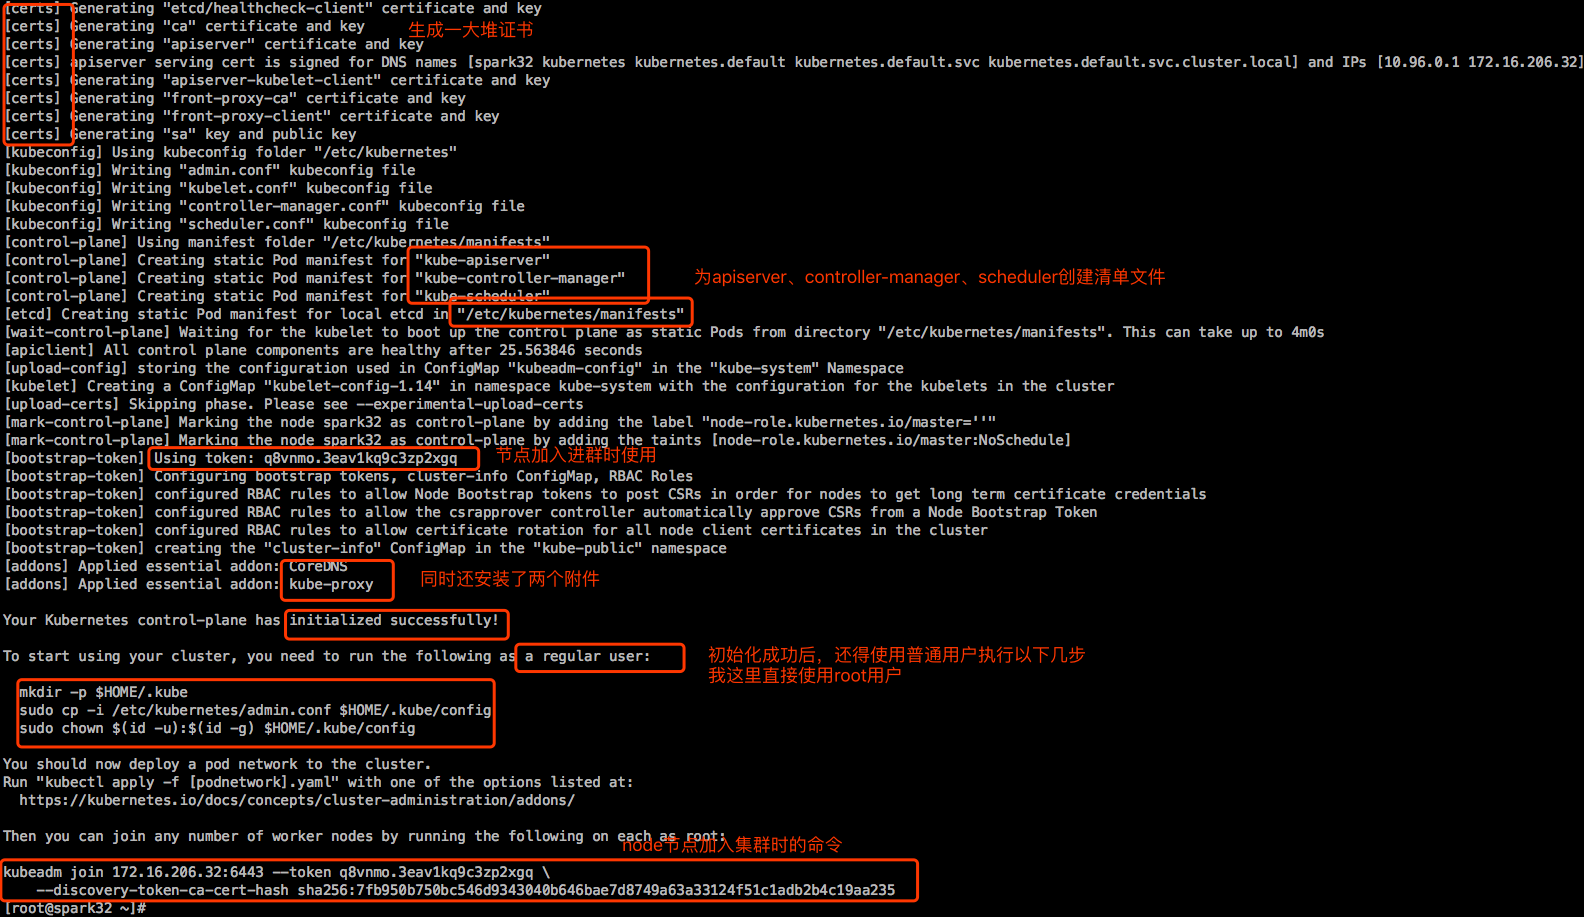 [certs] Generating "etcd/healthcheck-client" certificate and key
[certs] Generating "ca" certificate and key
生成一大堆证书
[certs] Generating "apiserver" certificate and key
[certs] apiserver serving cert is signed for DNS names [spark32 kubernetes kubernetes.default kubernetes.default.svc kubernetes.default.svc.cluster.local] and IPs [10.96.0.1 172.16.206.32]
[certs] Generating "apiserver-kubelet-client" certificate and key
[certs] Generating "front-proxy-ca" certificate and key
[certs] Generating "front-proxy-client" certificate and key
[certs] Generating "sa" key and public key
[kubeconfig] Using kubeconfig folder "/etc/kubernetes"
[kubeconfig] Writing "admin.conf" kubeconfig file
[kubeconfig] Writing "kubelet.conf" kubeconfig file
[kubeconfig] Writing "controller-manager.conf" kubeconfig file
[kubeconfig] Writing "scheduler.conf" kubeconfig file
[control-plane] Using manifest folder "/etc/kubernetes/manifests"
[control-plane] Creating static Pod manifest for "kube-apiserver"
[control-plane] Creating static Pod manifest for "kube-controller-manager"
为apiserver、controller-manager、scheduler创建清单文件
[control-plane] Creating static Pod manifest for "kube-scheduler"
[etcd] Creating static Pod manifest for local etcd in "/etc/kubernetes/manifests"
[wait-control-plane] Waiting for the kubelet to boot up the control plane as static Pods from directory "/etc/kubernetes/manifests". This can take up to 4m0s
[apiclient] All control plane components are healthy after 25.563846 seconds
[upload-config] storing the configuration used in ConfigMap "kubeadm-config" in the "kube-system" Namespace
[kubelet] Creating a ConfigMap "kubelet-config-1.14" in namespace kube-system with the configuration for the kubelets in the cluster
[upload-certs] Skipping phase. Please see --experimental-upload-certs
[mark-control-plane] Marking the node spark32 as control-plane by adding the label "node-role.kubernetes.io/master=''"
[mark-control-plane] Marking the node spark32 as control-plane by adding the taints [node-role.kubernetes.io/master:NoSchedule]
[bootstrap-token] Using token: q8vnmo.3eav1kq9c3zp2xgq
节点加入进群时使用
[bootstrap-token] Configuring bootstrap tokens, cluster-info ConfigMap, RBAC Roles
[bootstrap-token] configured RBAC rules to allow Node Bootstrap tokens to post CSRs in order for nodes to get long term certificate credentials
[bootstrap-token] configured RBAC rules to allow the csrapprover controller automatically approve CSRs from a Node Bootstrap Token
[bootstrap-token] configured RBAC rules to allow certificate rotation for all node client certificates in the cluster
[bootstrap-token] creating the "cluster-info" ConfigMap in the "kube-public" namespace
[addons] Applied essential addon: CoreDNS
[addons] Applied essential addon: kube-proxy
同时还安装了两个附件
Your Kubernetes control-plane has initialized successfully!
To start using your cluster, you need to run the following as a regular user:
初始化成功后，还得使用普通用户执行以下几步
我这里直接使用root用户
mkdir -p $HOME/.kube
sudo cp -i /etc/kubernetes/admin.conf $HOME/.kube/config
sudo chown $(id -u):$(id -g) $HOME/.kube/config
You should now deploy a pod network to the cluster.
Run "kubectl apply -f [podnetwork].yaml" with one of the options listed at:
https://kubernetes.io/docs/concepts/cluster-administration/addons/
Then you can join any number of worker nodes by running the following on each as root:
node节点加入集群时的命令
kubeadm join 172.16.206.32:6443 --token q8vnmo.3eav1kq9c3zp2xgq \
--discovery-token-ca-cert-hash sha256:7fb950b750bc546d9343040b646bae7d8749a63a33124f51c1adb2b4c19aa235
[root@spark32 ~]#